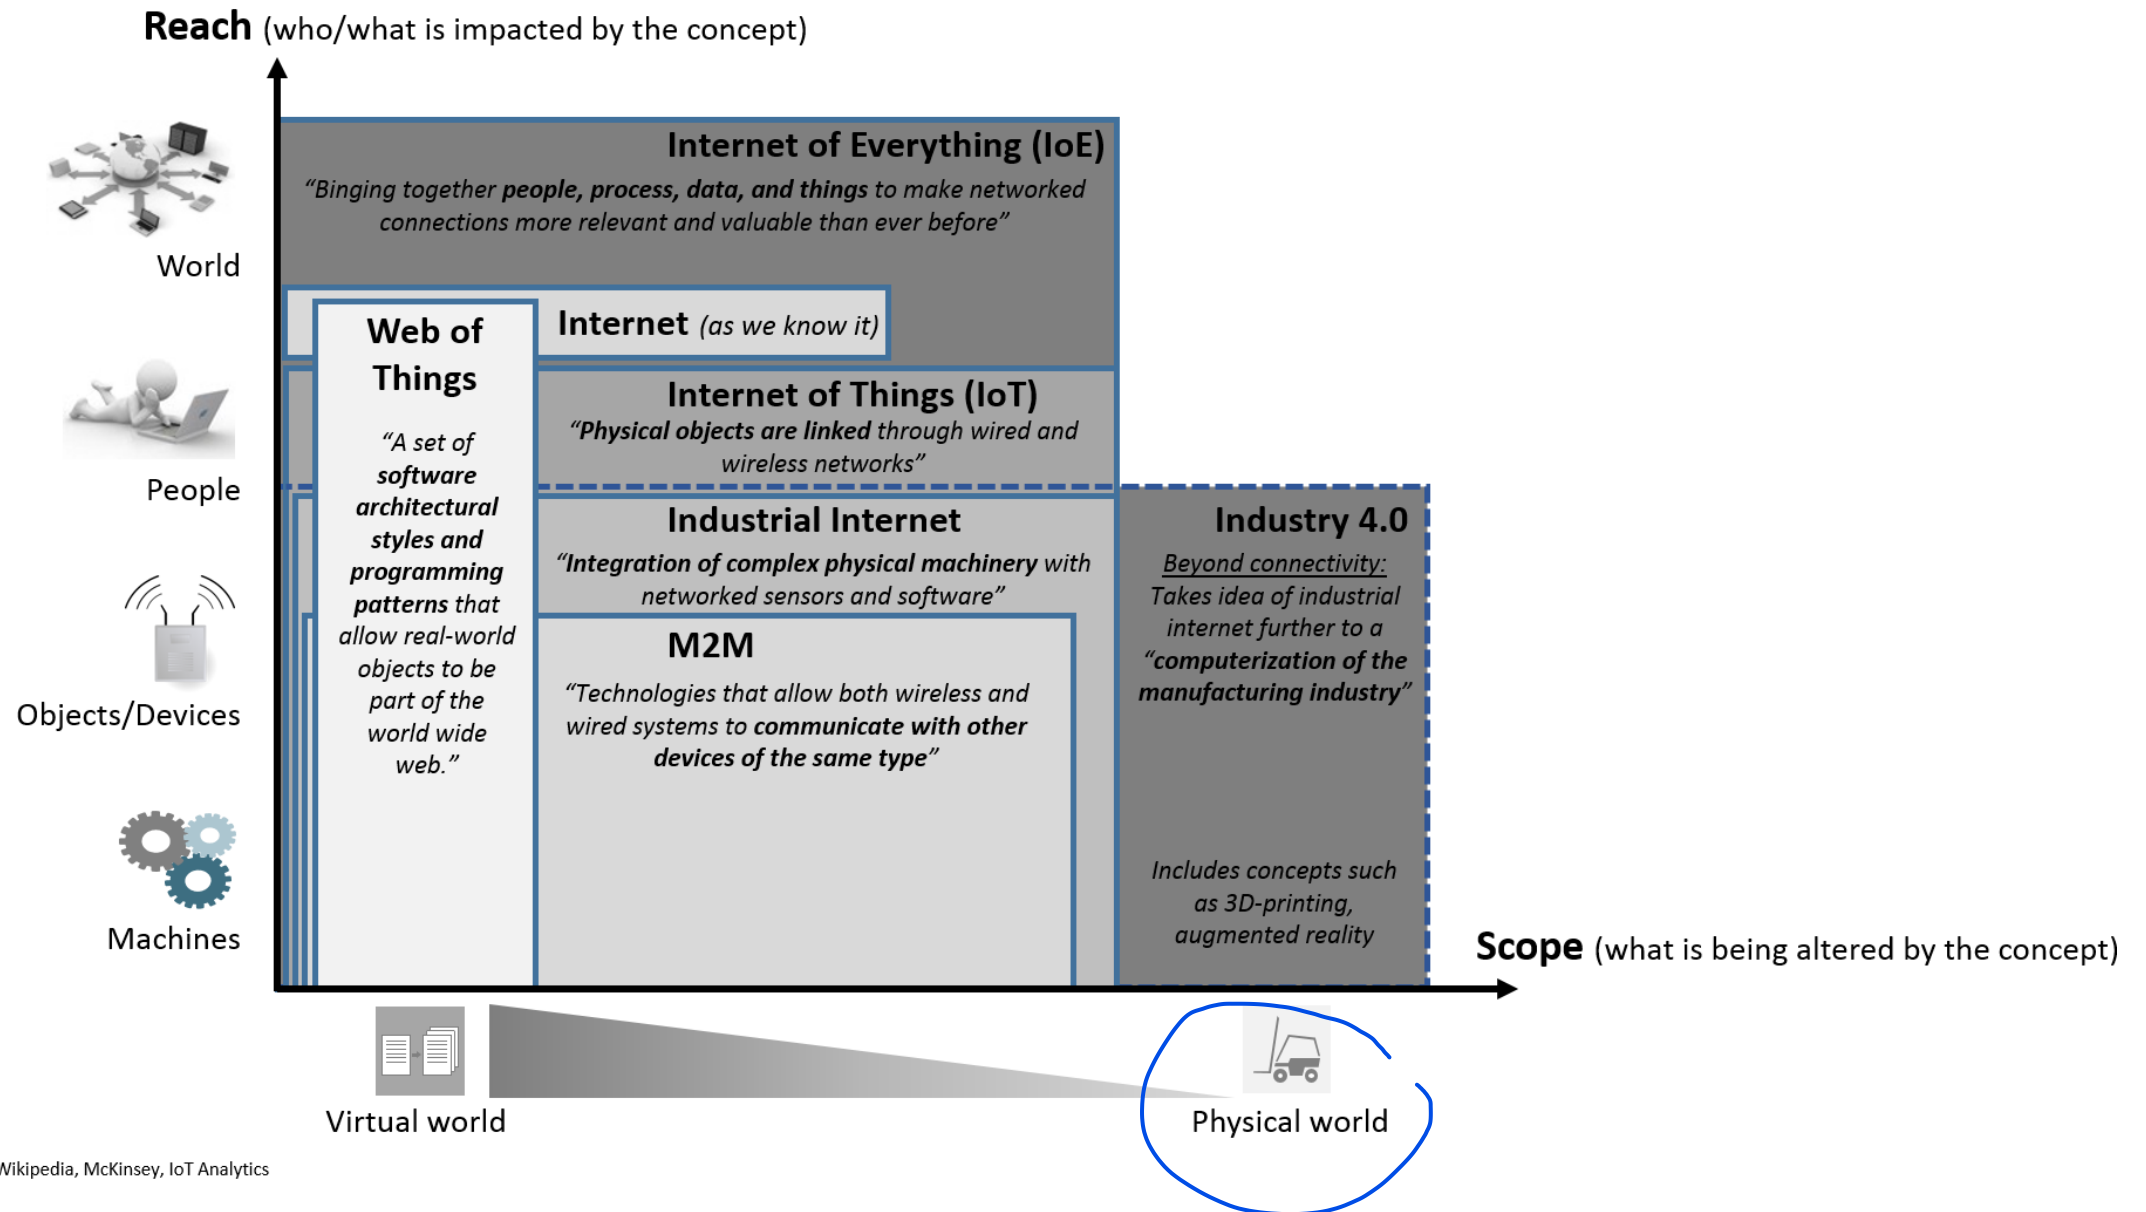 Reach (who/what is impacted by the concept)
Internet of Everything (IoE)
“Binging together people, process, data, and things to make networked
connections more relevant and valuable than ever before”
World
Internet (as we know it)
Web of
Things
“A set of
software
architectural
styles and
programming
patterns that
allow real-world
objects to be
part of the
world wide
web.”
Internet of Things (IoT)
“Physical objects are linked through wired and
wireless networks”
People
Industrial Internet
“Integration of complex physical machinery with
networked sensors and software”
Industry 4.0
Beyond connectivity:
Takes idea of industrial
internet further to a
“computerization of the
manufacturing industry”
M2M
“Technologies that allow both wireless and
wired systems to communicate with other
devices of the same type”
Objects/Devices
Includes concepts such
as 3D-printing,
augmented reality
Machines
Scope (what is being altered by the concept)
Virtual world
Physical world
Wikipedia, McKinsey, IoT Analytics